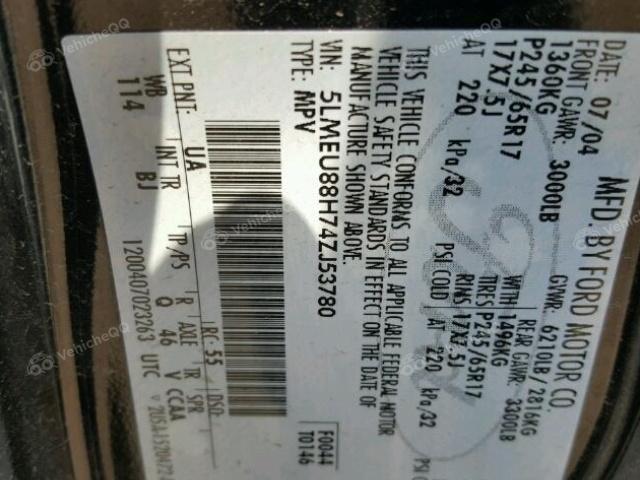 MFD. BY FORD MOTOR CO.
DATE: 07/04 GVWR: 6210LB / 2816KG
FRONT GAWR: 3000LB REAR GAWR: 3300LB
1360KG WITH 1496KG
P245/65R17 TIRES P245/65R17
17X7.5J RIMS 17X7.5J
AT 220 kPa/32 PSI COLD AT 220 kPa/32 PSI
THIS VEHICLE CONFORMS TO ALL APPLICABLE FEDERAL MOTOR
VEHICLE SAFETY STANDARDS IN EFFECT ON THE DATE OF
MANUFACTURE SHOWN ABOVE.
VIN: 5LMEU88H74ZJ53780
TYPE: MPV
F0044
T0146
EXT. PNT: UA RC: 55 DSO:
WB INT TR TP/PS R AXLE TR SPR
114 BJ Q 46 V CCAA
1200407023263 UTC
VehicleQQ